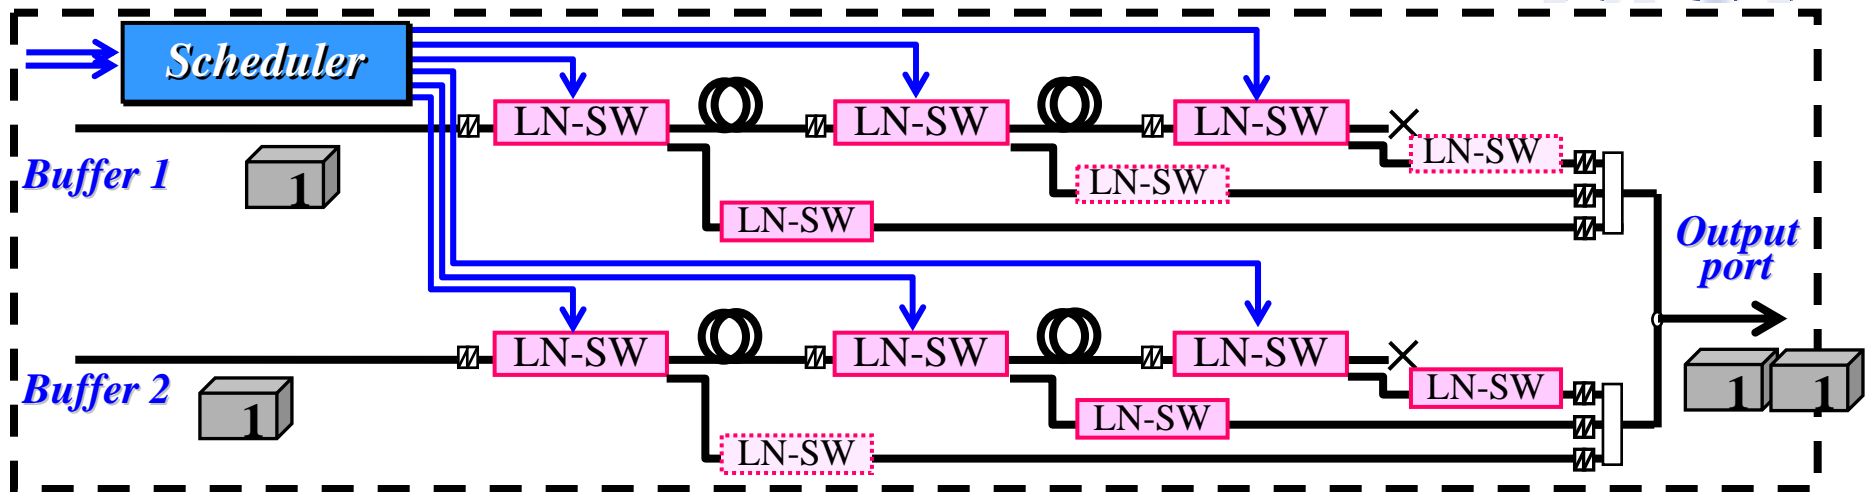 Scheduler
LN-SW
LN-SW
LN-SW
LN-SW
Buffer 1
1
LN-SW
LN-SW
Output
port
LN-SW
LN-SW
LN-SW
Buffer 2
1
LN-SW
1
1
LN-SW
LN-SW